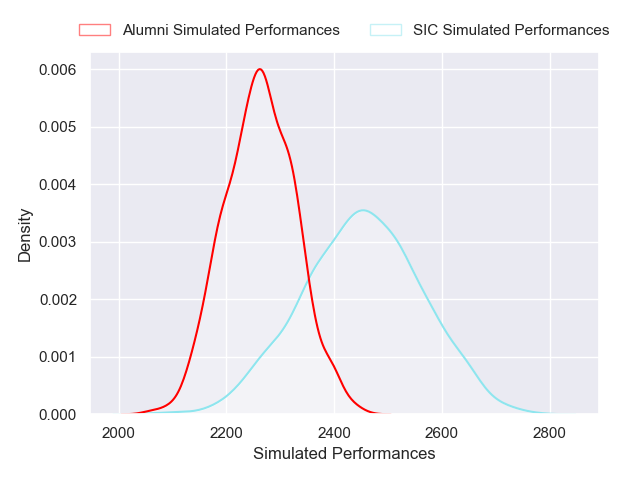 Alumni Simulated Performances SIC Simulated Performances
0.006
0.005
0.004
0.003
0.002
0.001
0.000
Density
2000 2200 2400 2600 2800
Simulated Performances